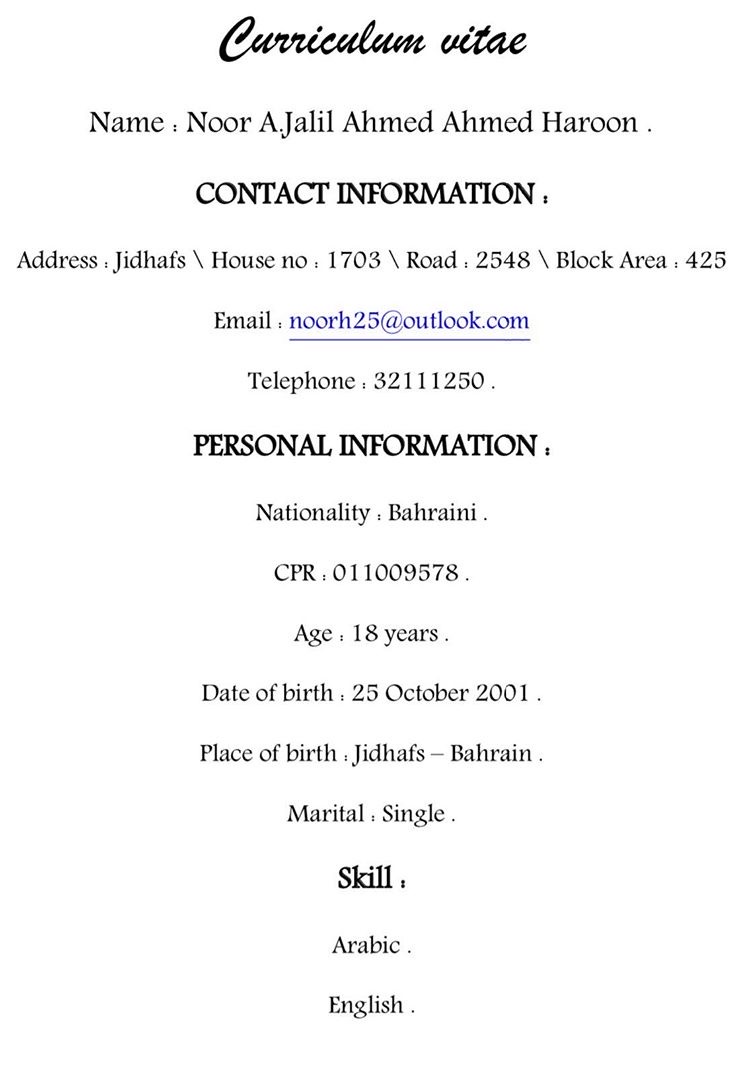 Curriculum vitae
Name : Noor A.Jalil Ahmed Ahmed Haroon .
CONTACT INFORMATION :
Address : Jidhafs \ House no : 1703 \ Road : 2548 \ Block Area : 425
Email : noorh25@outlook.com
Telephone : 32111250 .
PERSONAL INFORMATION :
Nationality : Bahraini .
CPR : 011009578 .
Age : 18 years .
Date of birth : 25 October 2001 .
Place of birth : Jidhafs – Bahrain .
Marital : Single .
Skill :
Arabic .
English .